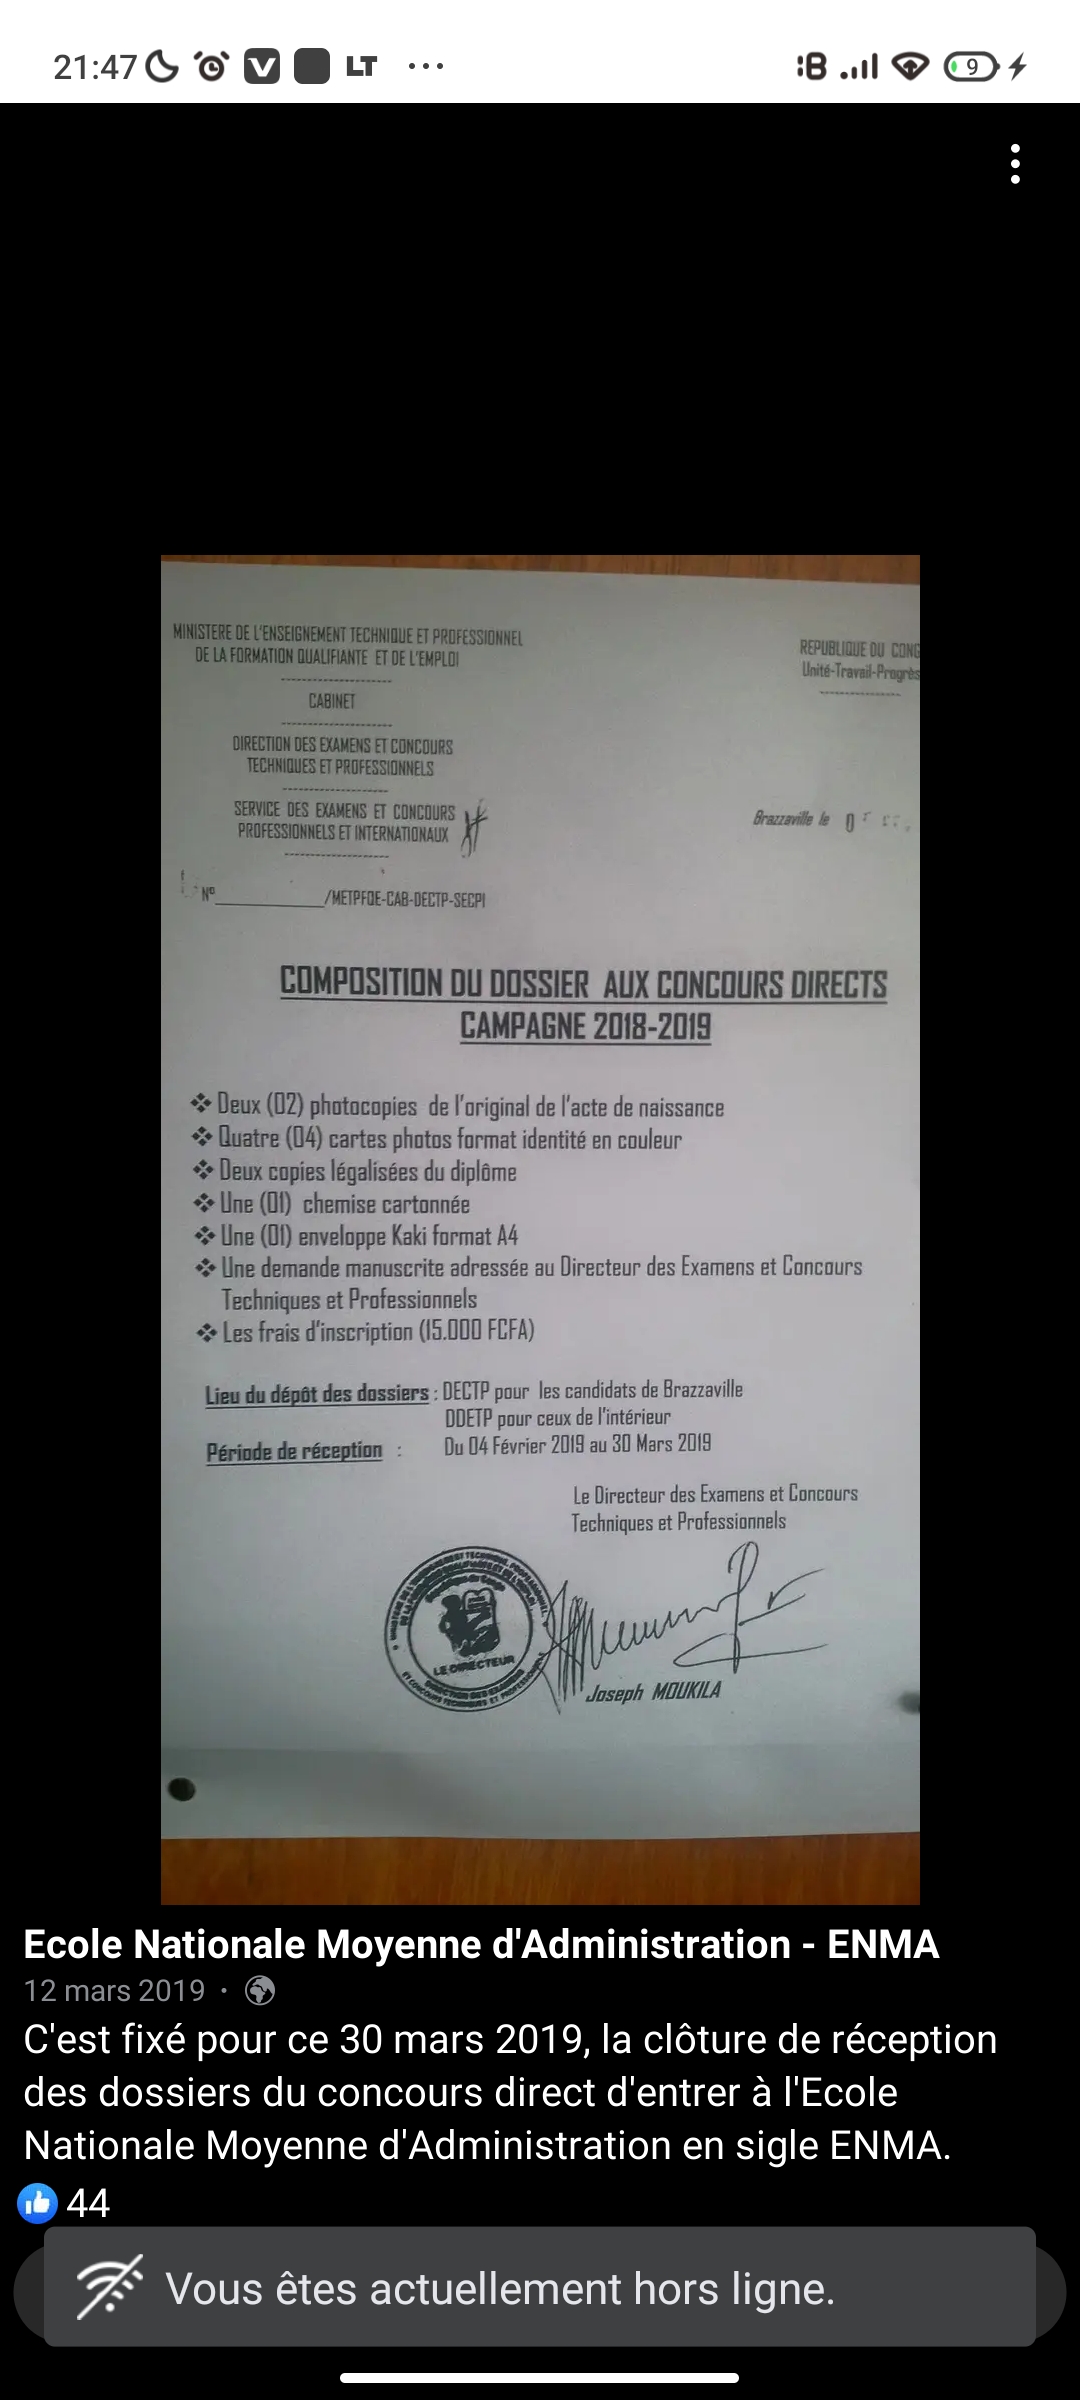 21:47
V
LT
...
9
MINISTERE DE L'ENSEIGNEMENT TECHNIQUE ET PROFESSIONNEL
DE LA FORMATION QUALIFIANTE ET DE L'EMPLOI
CABINET
DIRECTION DES EXAMENS ET CONCOURS
TECHNIQUES ET PROFESSIONNELS
SERVICE DES EXAMENS ET CONCOURS
PROFESSIONNELS ET INTERNATIONAUX
REPUBLIQUE DU CONG
Unité-Travail-Progrès
Brazzaville le 0
N°____________/METPFQE-CAB-DECTP-SECPI
COMPOSITION DU DOSSIER AUX CONCOURS DIRECTS
CAMPAGNE 2018-2019
❖ Deux (02) photocopies de l'original de l'acte de naissance
❖ Quatre (04) cartes photos format identité en couleur
❖ Deux copies légalisées du diplôme
❖ Une (01) chemise cartonnée
❖ Une (01) enveloppe Kaki format A4
❖ Une demande manuscrite adressée au Directeur des Examens et Concours
Techniques et Professionnels
❖ Les frais d'inscription (15.000 FCFA)
Lieu du dépôt des dossiers : DECTP pour les candidats de Brazzaville
DDETP pour ceux de l'intérieur
Période de réception : Du 04 Février 2019 au 30 Mars 2019
Le Directeur des Examens et Concours
Techniques et Professionnels
LE DIRECTEUR
Joseph MOUKILA
Ecole Nationale Moyenne d'Administration - ENMA
12 mars 2019 ·
C'est fixé pour ce 30 mars 2019, la clôture de réception
des dossiers du concours direct d'entrer à l'Ecole
Nationale Moyenne d'Administration en sigle ENMA.
44
Vous êtes actuellement hors ligne.